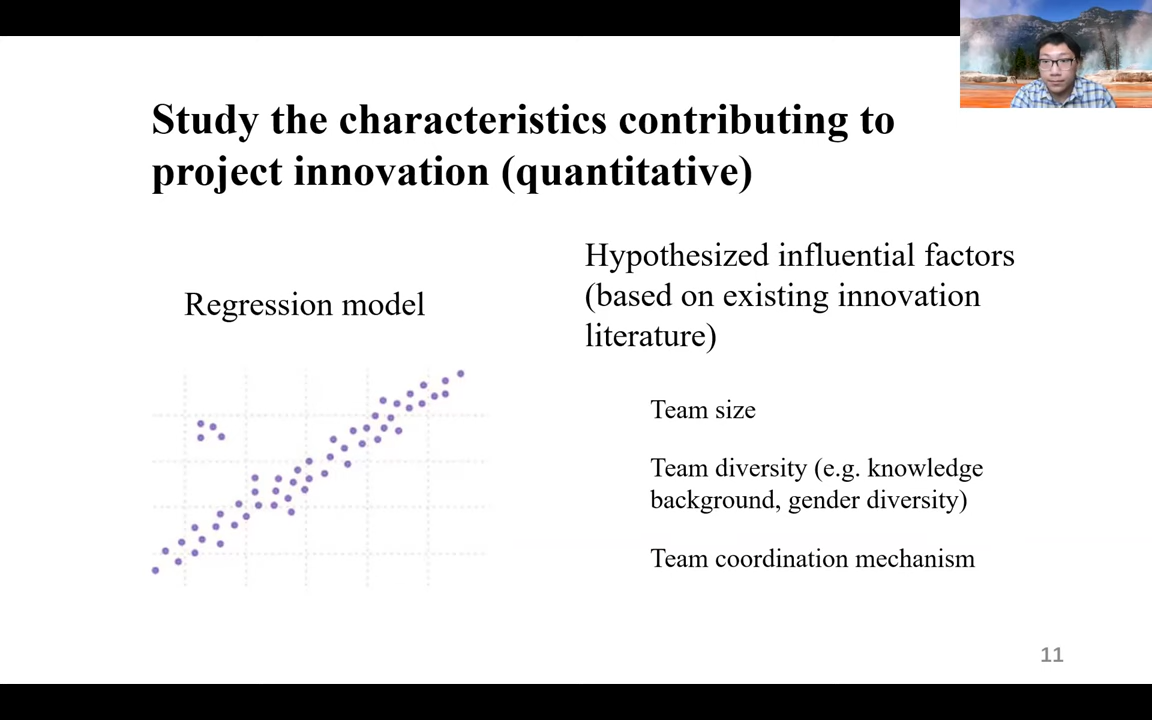 Study the characteristics contributing to
project innovation (quantitative)
Regression model
Hypothesized influential factors
(based on existing innovation
literature)
Team size
Team diversity (e.g. knowledge
background, gender diversity)
Team coordination mechanism
11